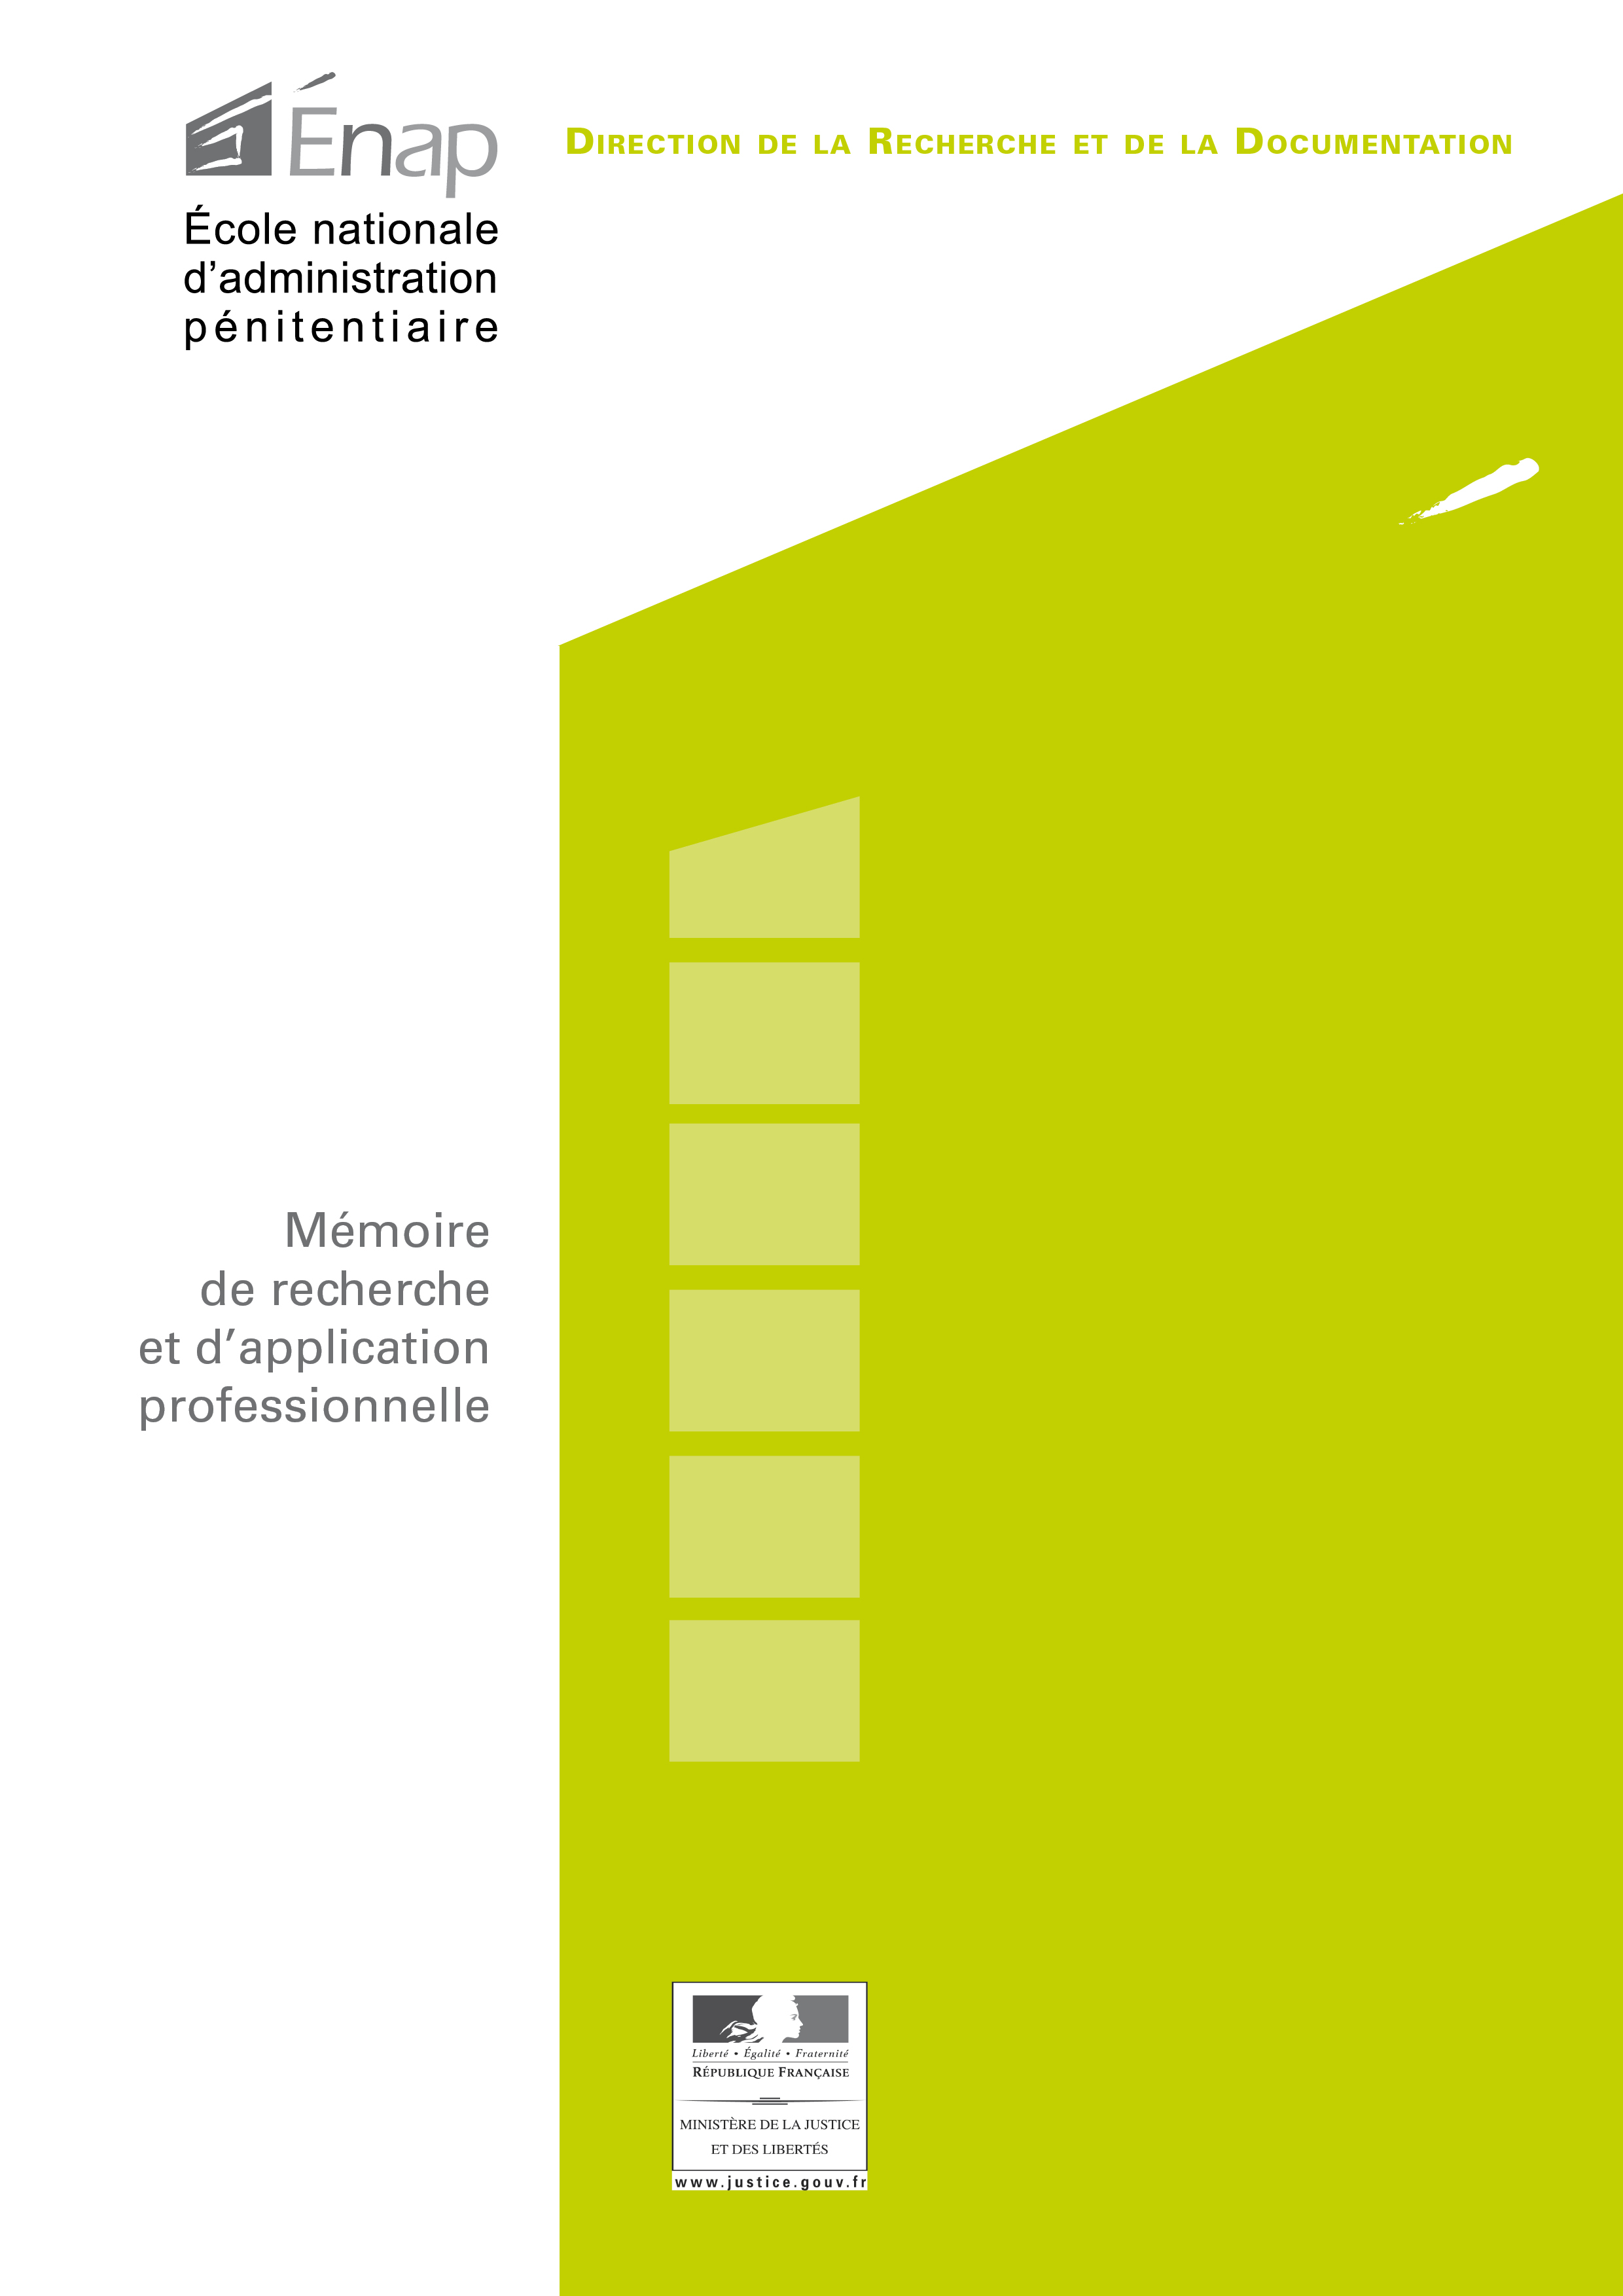 Énap
École nationale
d’administration
pénitentiaire
Direction de la Recherche et de la Documentation
Mémoire
de recherche
et d’application
professionnelle
Liberté • Égalité • Fraternité
République Française
MINISTÈRE DE LA JUSTICE
ET DES LIBERTÉS
www.justice.gouv.fr